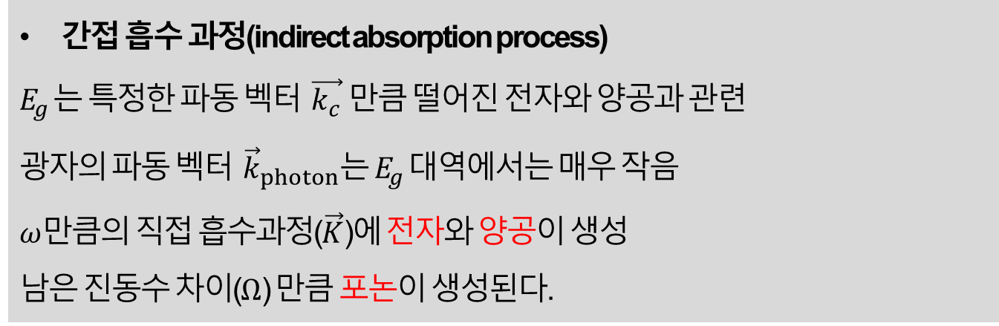 • 간접 흡수 과정(indirect absorption process)
$E_g$ 는 특정한 파동 벡터 $\overrightarrow{k_c}$ 만큼 떨어진 전자와 양공과 관련
광자의 파동 벡터 $\vec{k}_{\text{photon}}$는 $E_g$ 대역에서는 매우 작음
$\omega$만큼의 직접 흡수과정($\vec{K}$)에 전자와 양공이 생성
남은 진동수 차이($\Omega$) 만큼 포논이 생성된다.